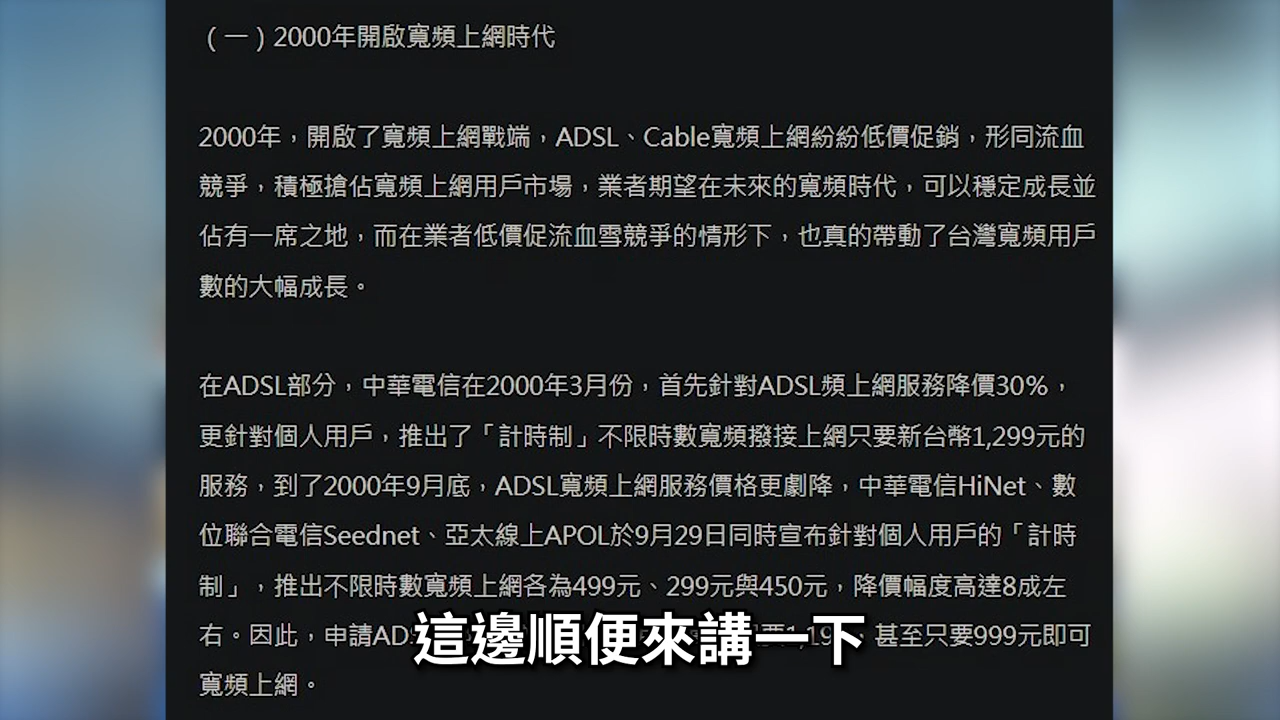 (一)2000年開啟寬頻上網時代
2000年，開啟了寬頻上網戰端，ADSL、Cable寬頻上網紛紛低價促銷，形同流血
競爭，積極搶佔寬頻上網用戶市場，業者期望在未來的寬頻時代，可以穩定成長並
佔有一席之地，而在業者低價促流血雪競爭的情形下，也真的帶動了台灣寬頻用戶
數的大幅成長。
在ADSL部分，中華電信在2000年3月份，首先針對ADSL頻上網服務降價30%，
更針對個人用戶，推出了「計時制」不限時數寬頻撥接上網只要新台幣1,299元的
服務，到了2000年9月底，ADSL寬頻上網服務價格更劇降，中華電信HiNet、數
位聯合電信Seednet、亞太線上APOL於9月29日同時宣布針對個人用戶的「計時
制」，推出不限時數寬頻上網各為499元、299元與450元，降價幅度高達8成左
右。因此，申請AD 甚至只要999元即可
寬頻上網。
這邊順便來講一下